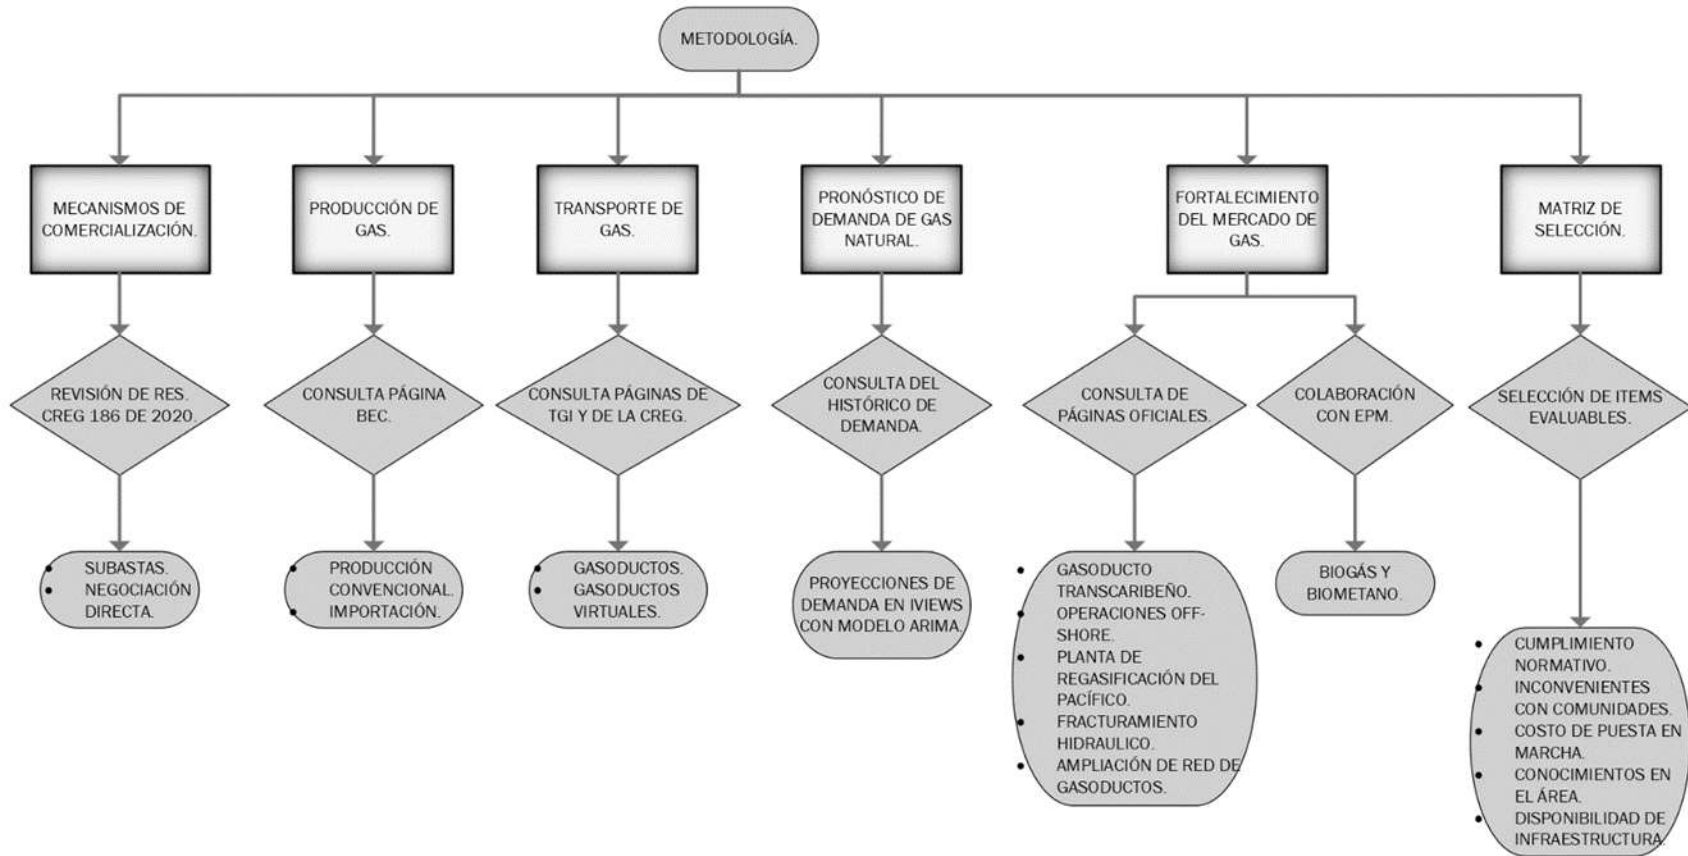 METODOLOGÍA.
MECANISMOS DE
COMERCIALIZACIÓN.
PRODUCCIÓN DE
GAS.
TRANSPORTE DE
GAS.
PRONÓSTICO DE
DEMANDA DE GAS
NATURAL.
FORTALECIMIENTO
DEL MERCADO DE
GAS.
MATRIZ DE
SELECCIÓN.
REVISIÓN DE RES.
CREG 186 DE 2020.
CONSULTA PÁGINA
BEC.
CONSULTA PÁGINAS DE
TGI Y DE LA CREG.
CONSULTA DEL
HISTÓRICO DE
DEMANDA.
CONSULTA DE
PÁGINAS OFICIALES.
COLABORACIÓN
CON EPM.
SELECCIÓN DE ITEMS
EVALUABLES.
• SUBASTAS.
• NEGOCIACIÓN
DIRECTA.
• PRODUCCIÓN
CONVENCIONAL.
• IMPORTACIÓN.
• GASODUCTOS.
• GASODUCTOS
VIRTUALES.
PROYECCIONES DE
DEMANDA EN IVIEWS
CON MODELO ARIMA.
• GASODUCTO
TRANSCARIBEÑO.
• OPERACIONES OFF-
SHORE.
• PLANTA DE
REGASIFICACIÓN DEL
PACÍFICO.
• FRACTURAMIENTO
HIDRAULICO.
• AMPLIACIÓN DE RED DE
GASODUCTOS.
BIOGÁS Y
BIOMETANO.
• CUMPLIMIENTO
NORMATIVO.
• INCONVENIENTES
CON COMUNIDADES.
• COSTO DE PUESTA EN
MARCHA.
• CONOCIMIENTOS EN
EL ÁREA.
• DISPONIBILIDAD DE
INFRAESTRUCTURA.